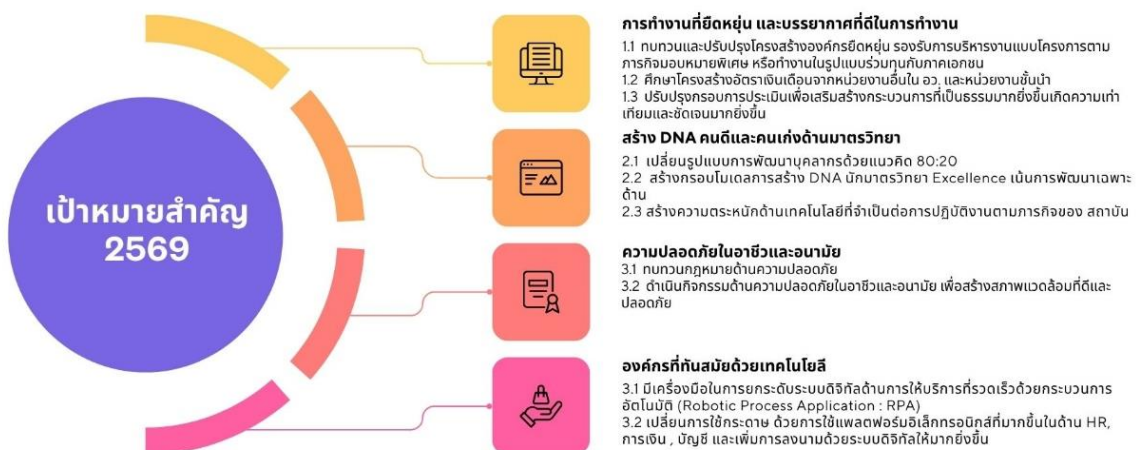 เป้าหมายสำคัญ
2569
การทำงานที่ยืดหยุ่น และบรรยากาศที่ดีในการทำงาน
1.1 ทบทวนและปรับปรุงโครงสร้างองค์กรยืดหยุ่น รองรับการบริหารงานแบบโครงการตาม
ภารกิจมอบหมายพิเศษ หรือทำงานในรูปแบบร่วมทุนกับภาคเอกชน
1.2 ศึกษาโครงสร้างอัตราเงินเดือนจากหน่วยงานอื่นใน อว. และหน่วยงานชั้นนำ
1.3 ปรับปรุงกรอบการประเมินเพื่อเสริมสร้างกระบวนการที่เป็นธรรมมากยิ่งขึ้นเกิดความเท่า
เทียมและชัดเจนมากยิ่งขึ้น
สร้าง DNA คนดีและคนเก่งด้านมาตรวิทยา
2.1 เปลี่ยนรูปแบบการพัฒนาบุคลากรด้วยแนวคิด 80:20
2.2 สร้างกรอบโมเดลการสร้าง DNA นักมาตรวิทยา Excellence เน้นการพัฒนาเฉพาะ
ด้าน
2.3 สร้างความตระหนักด้านเทคโนโลยีที่จำเป็นต่อการปฏิบัติงานตามภารกิจของ สถาบัน
ความปลอดภัยในอาชีวและอนามัย
3.1 ทบทวนกฎหมายด้านความปลอดภัย
3.2 ดำเนินกิจกรรมด้านความปลอดภัยในอาชีวและอนามัย เพื่อสร้างสภาพแวดล้อมที่ดีและ
ปลอดภัย
องค์กรที่ทันสมัยด้วยเทคโนโยลี
3.1 มีเครื่องมือในการยกระดับระบบดิจิทัลด้านการให้บริการที่รวดเร็วด้วยกระบวนการ
อัตโนมัติ (Robotic Process Application : RPA)
3.2 เปลี่ยนการใช้กระดาษ ด้วยการใช้แพลตฟอร์มอิเล็กทรอนิกส์ที่มากขึ้นในด้าน HR,
การเงิน , บัญชี และเพิ่มการลงนามด้วยระบบดิจิทัลให้มากยิ่งขึ้น